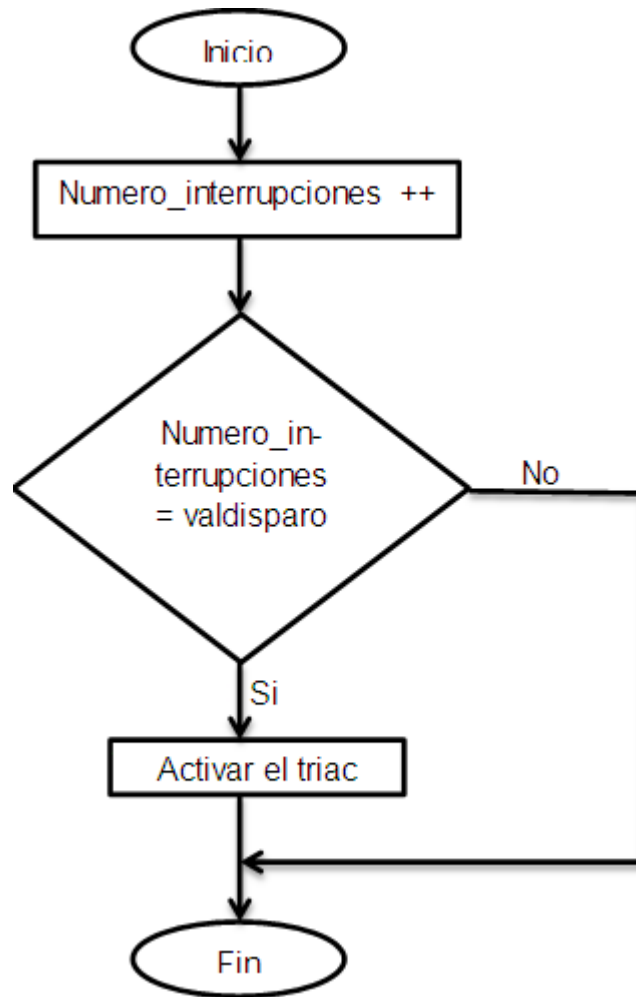 Inicio
Numero_interrupciones ++
Numero_in-
terrupciones
= valdisparo
No
Si
Activar el triac
Fin